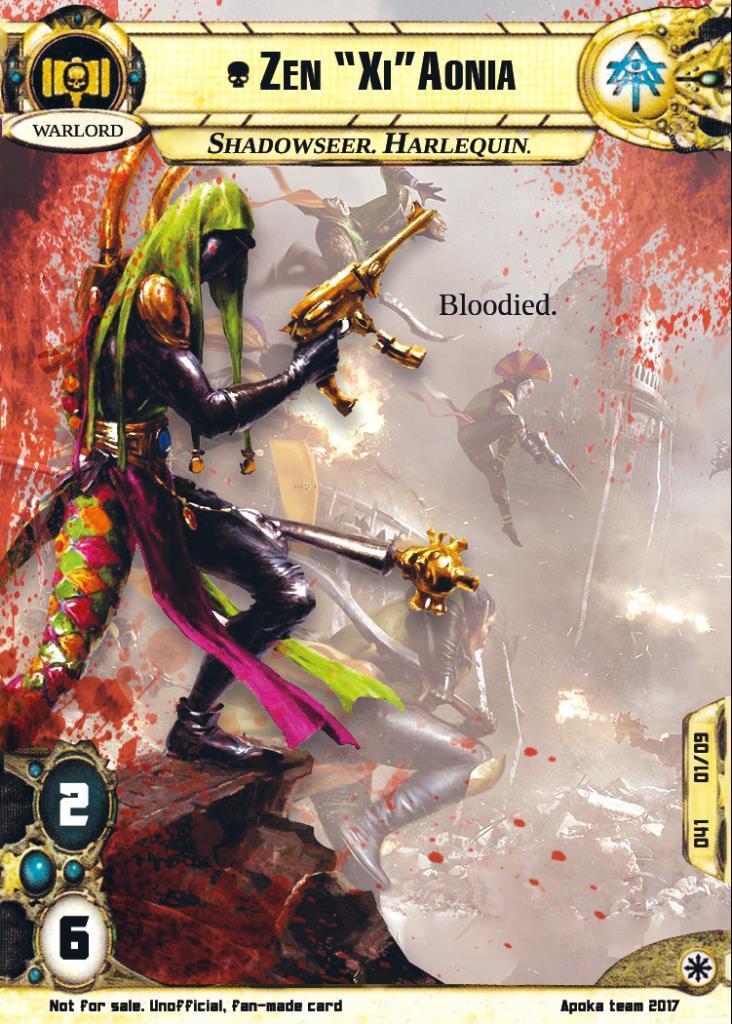 Zen “Xi” Aonia
WARLORD
Shadowseer. Harlequin.
Bloodied.
2
6
041 01/09
Not for sale. Unofficial, fan-made card
Apoka team 2017